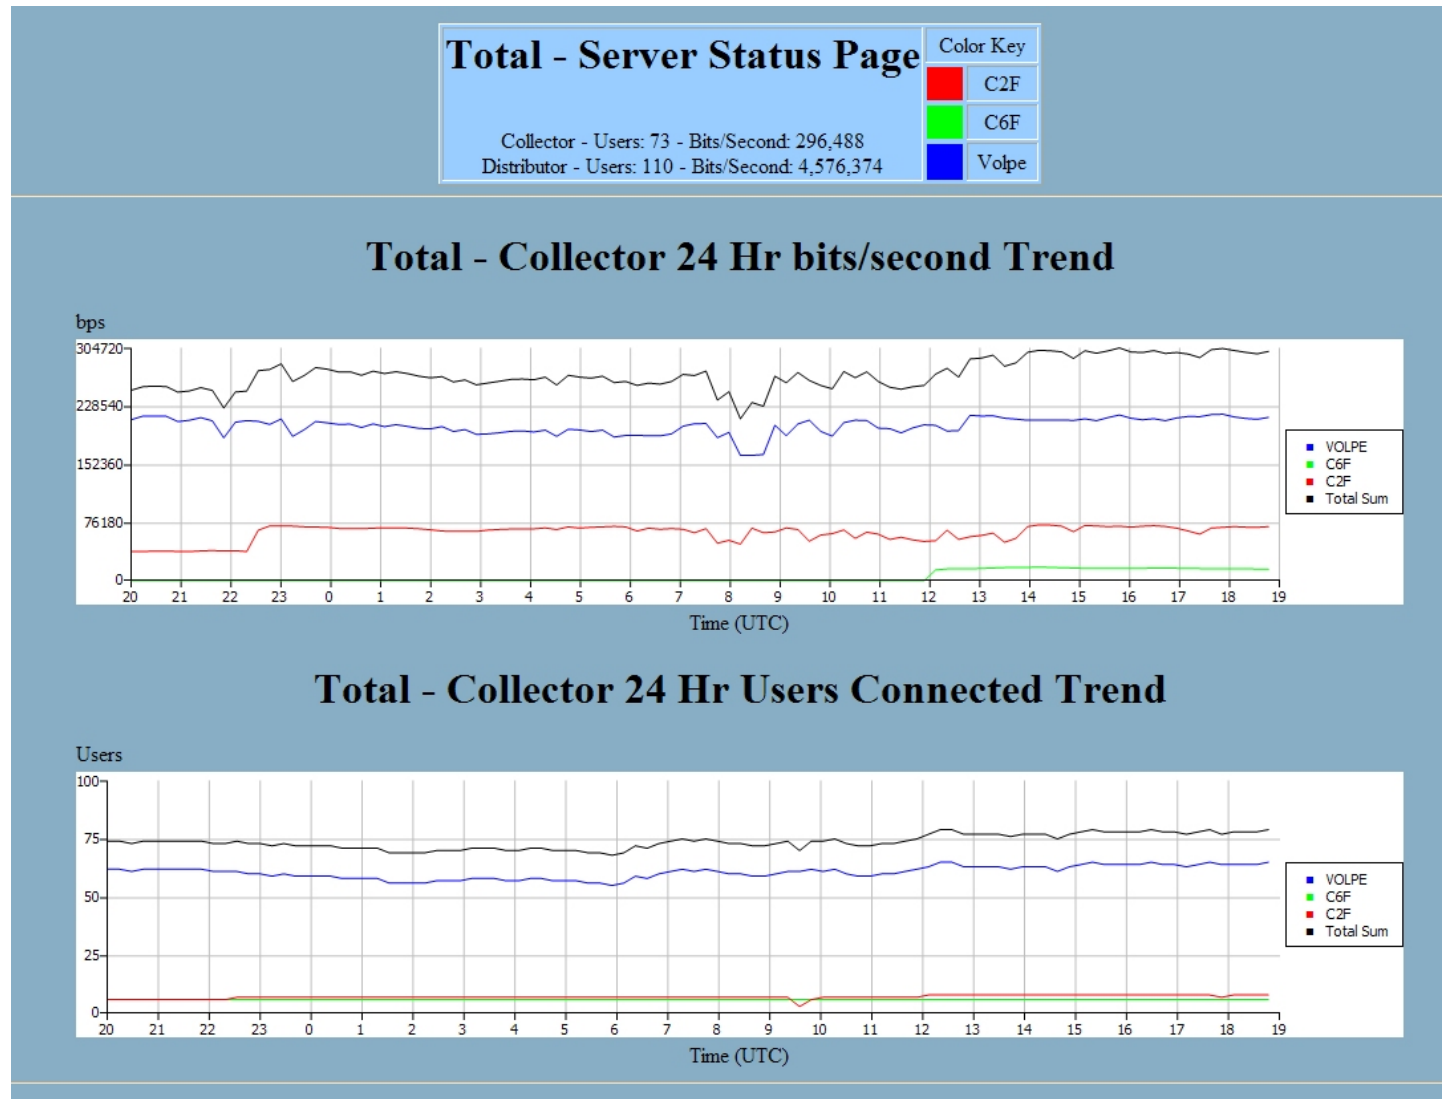 Total - Server Status Page
Collector - Users: 73 - Bits/Second: 296,488
Distributor - Users: 110 - Bits/Second: 4,576,374
Color Key
C2F
C6F
Volpe
Total - Collector 24 Hr bits/second Trend
bps
304720
228540
152360
76180
0
20 21 22 23 0 1 2 3 4 5 6 7 8 9 10 11 12 13 14 15 16 17 18 19
Time (UTC)
VOLPE
C6F
C2F
Total Sum
Total - Collector 24 Hr Users Connected Trend
Users
100
75
50
25
0
20 21 22 23 0 1 2 3 4 5 6 7 8 9 10 11 12 13 14 15 16 17 18 19
Time (UTC)
VOLPE
C6F
C2F
Total Sum